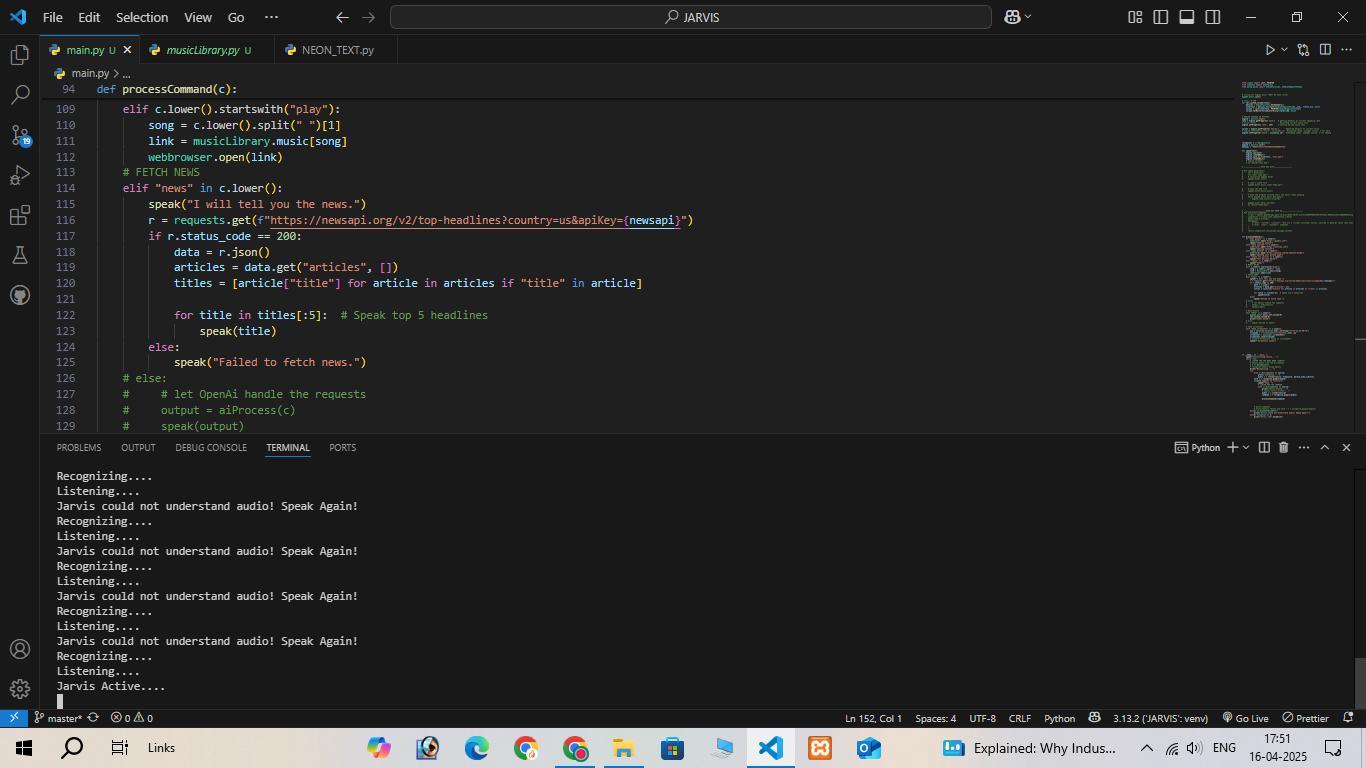 File Edit Selection View Go ··· JARVIS
main.py U musicLibrary.py U NEON_TEXT.py
main.py > ...
94 def processCommand(c):
109 elif c.lower().startswith("play"):
110 song = c.lower().split(" ")[1]
111 link = musicLibrary.music[song]
112 webbrowser.open(link)
113 # FETCH NEWS
114 elif "news" in c.lower():
115 speak("I will tell you the news.")
116 r = requests.get(f"https://newsapi.org/v2/top-headlines?country=us&apiKey={newsapi}")
117 if r.status_code == 200:
118 data = r.json()
119 articles = data.get("articles", [])
120 titles = [article["title"] for article in articles if "title" in article]
121
122 for title in titles[:5]:  # Speak top 5 headlines
123 speak(title)
124 else:
125 speak("Failed to fetch news.")
126 # else:
127 #     # let OpenAi handle the requests
128 #     output = aiProcess(c)
129 #     speak(output)
PROBLEMS OUTPUT DEBUG CONSOLE TERMINAL PORTS Python
Recognizing....
Listening....
Jarvis could not understand audio! Speak Again!
Recognizing....
Listening....
Jarvis could not understand audio! Speak Again!
Recognizing....
Listening....
Jarvis could not understand audio! Speak Again!
Recognizing....
Listening....
Jarvis could not understand audio! Speak Again!
Recognizing....
Listening....
Jarvis Active....
19
master* 0 0 Ln 152, Col 1 Spaces: 4 UTF-8 CRLF Python 3.13.2 ('JARVIS': venv) Go Live Prettier
Links Explained: Why Indus... ENG 17:51
16-04-2025